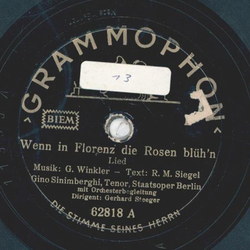 GRAMMOPHON
13
BIEM
Wenn in Florenz die Rosen blüh'n
Lied
Musik: G. Winkler – Text: R. M. Siegel
Gino Sinimberghi, Tenor, Staatsoper Berlin
mit Orchesterbegleitung
Dirigent: Gerhard Steeger
62818 A
DIE STIMME SEINES HERRN